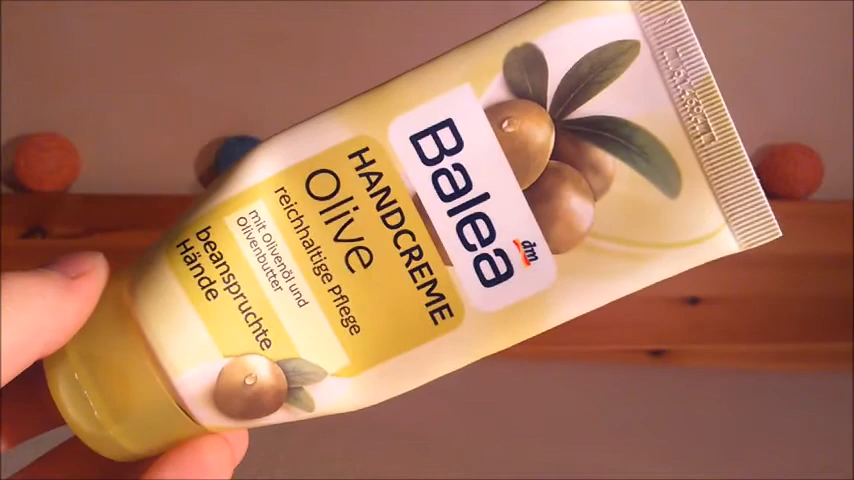 Balea
dm
HANDCREME
Olive
reichhaltige Pflege
mit Olivenöl und
Olivenbutter
beanspruchte
Hände